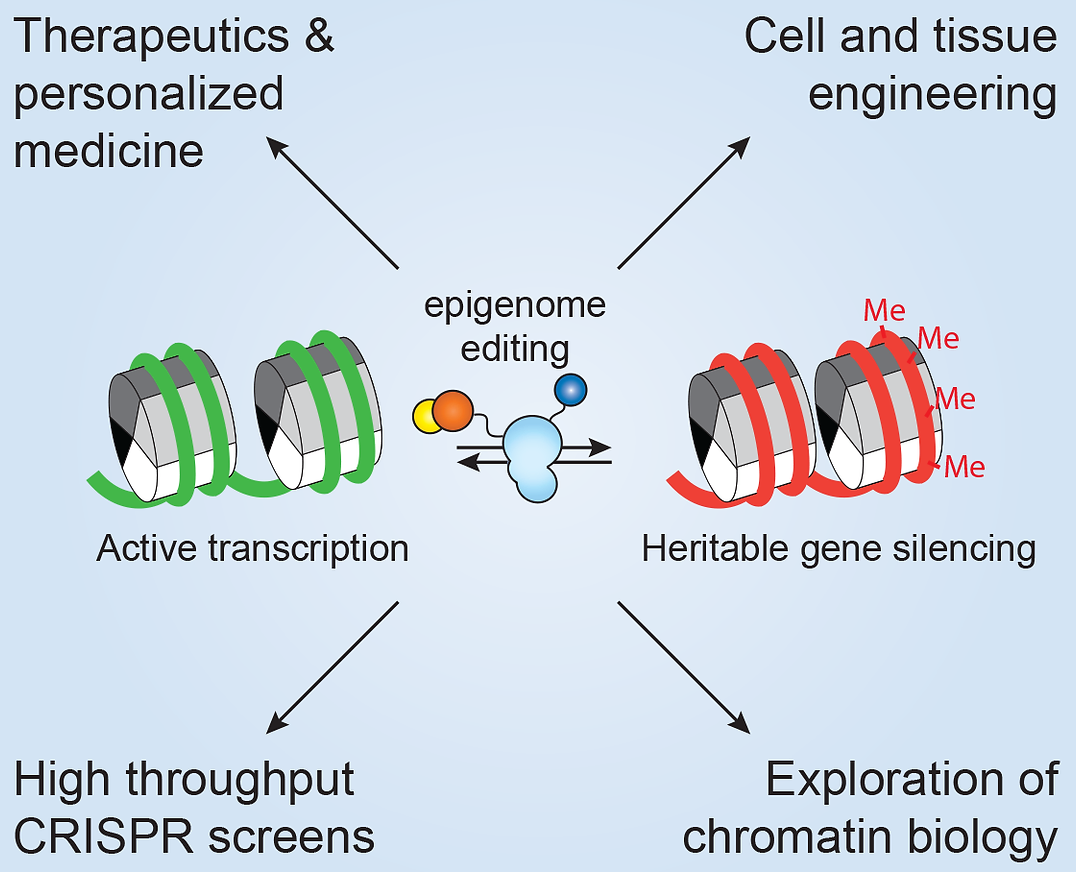 Therapeutics &
personalized
medicine
Cell and tissue
engineering
epigenome
editing
Me
Me
Me
Me
Active transcription
Heritable gene silencing
High throughput
CRISPR screens
Exploration of
chromatin biology